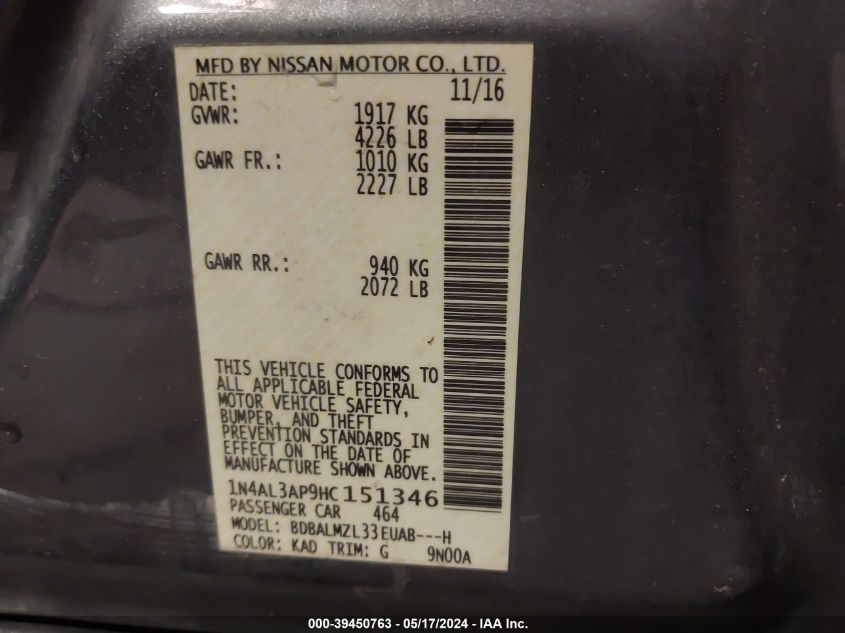 MFD BY NISSAN MOTOR CO., LTD.
DATE: 11/16
GVWR: 1917 KG
4226 LB
GAWR FR.: 1010 KG
2227 LB
GAWR RR.: 940 KG
2072 LB
THIS VEHICLE CONFORMS TO
ALL APPLICABLE FEDERAL
MOTOR VEHICLE SAFETY,
BUMPER, AND THEFT
PREVENTION STANDARDS IN
EFFECT ON THE DATE OF
MANUFACTURE SHOWN ABOVE.
1N4AL3AP9HC151346
PASSENGER CAR 464
MODEL: BDBALMZL33EUAB---H
COLOR: KAD TRIM: G 9N00A
000-39450763 - 05/17/2024 - IAA Inc.